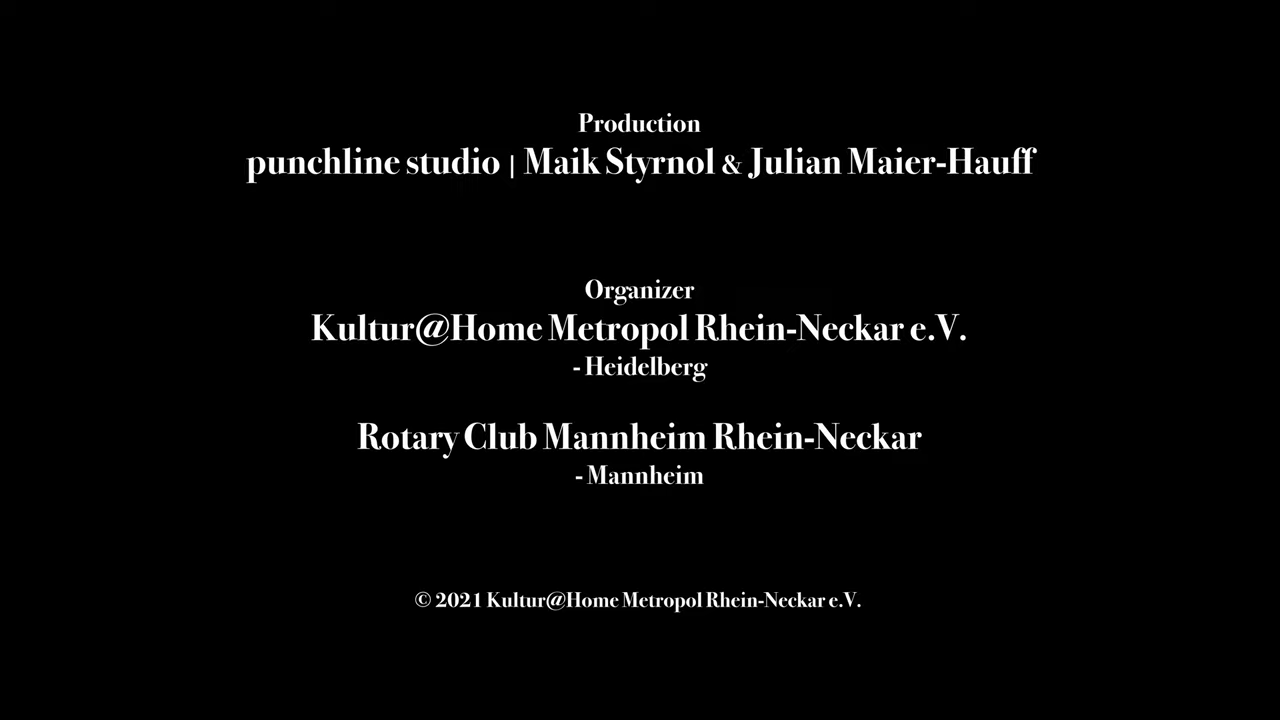 Production
punchline studio | Maik Styrnol & Julian Maier-Hauff
Organizer
Kultur@Home Metropol Rhein-Neckar e.V.
- Heidelberg
Rotary Club Mannheim Rhein-Neckar
- Mannheim
© 2021 Kultur@Home Metropol Rhein-Neckar e.V.